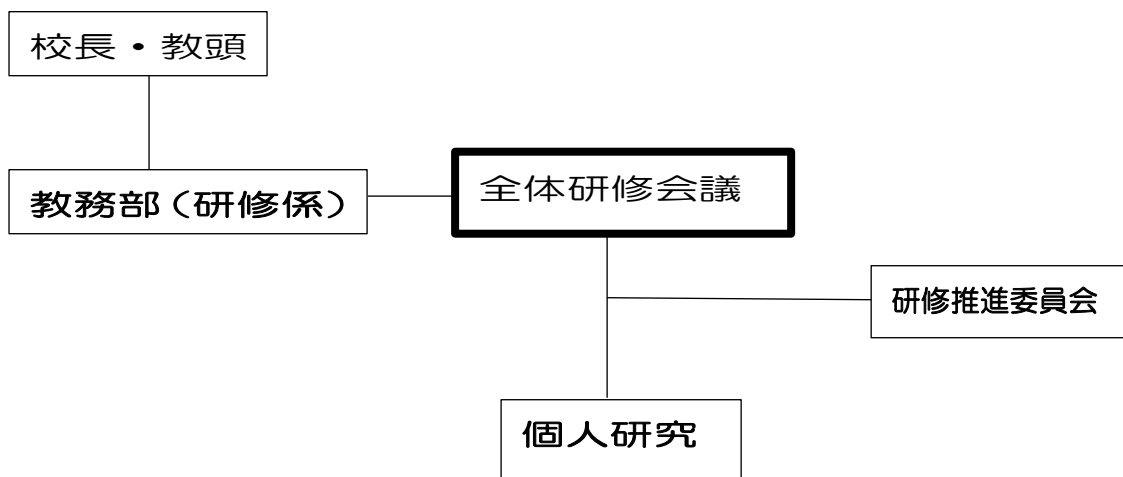 校長・教頭
教務部（研修係）
全体研修会議
研修推進委員会
個人研究